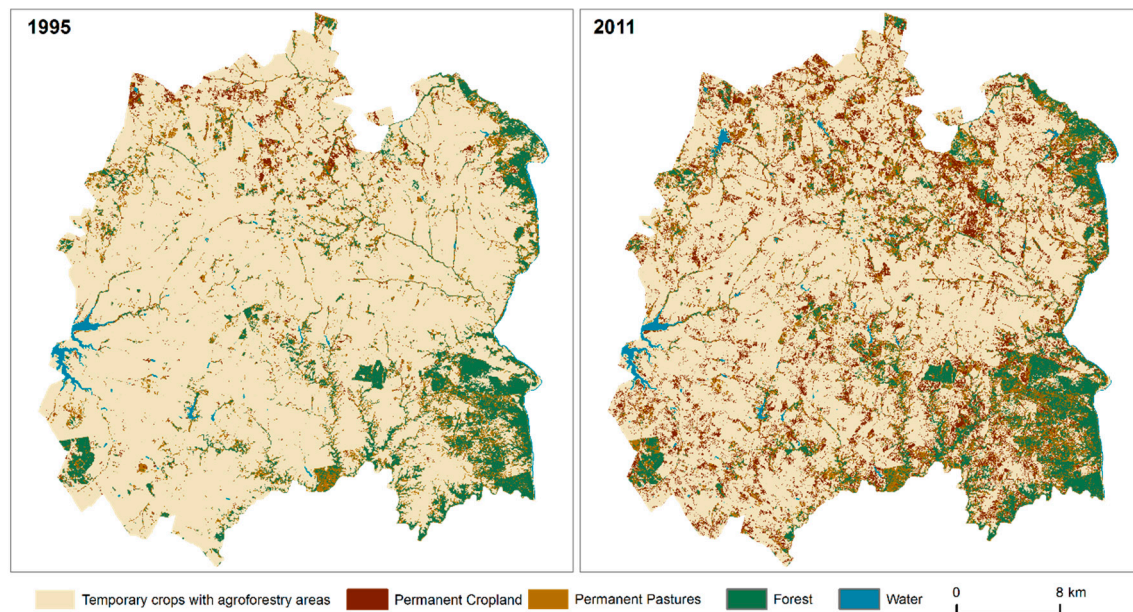 1995
2011
Temporary crops with agroforestry areas
Permanent Cropland
Permanent Pastures
Forest
Water
0 8 km